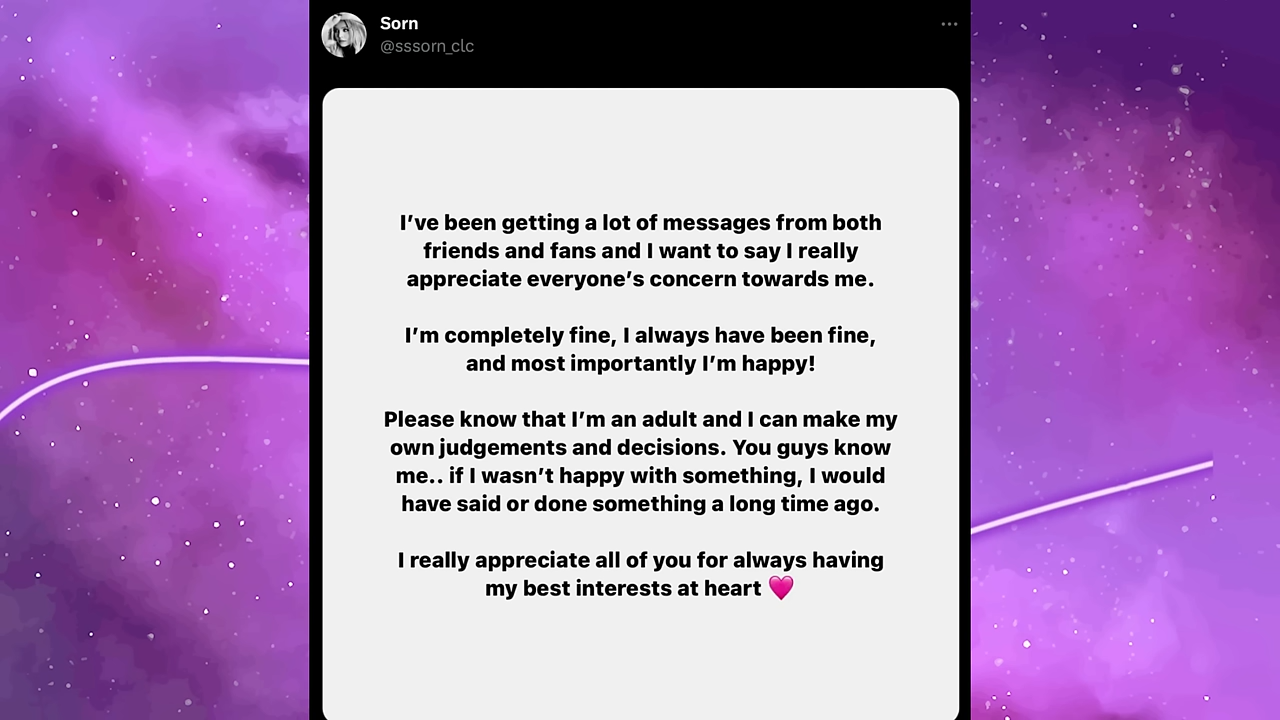 Sorn
@sssorn_clc
I’ve been getting a lot of messages from both
friends and fans and I want to say I really
appreciate everyone’s concern towards me.
I’m completely fine, I always have been fine,
and most importantly I’m happy!
Please know that I’m an adult and I can make my
own judgements and decisions. You guys know
me.. if I wasn’t happy with something, I would
have said or done something a long time ago.
I really appreciate all of you for always having
my best interests at heart 💗